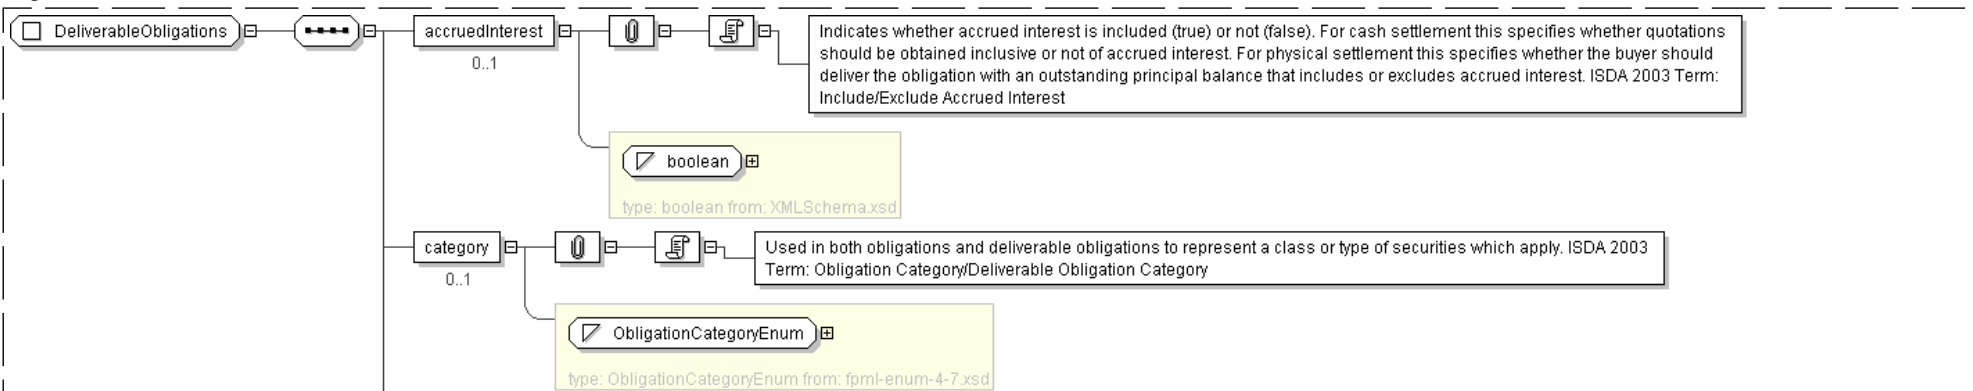 DeliverableObligations
accruedInterest
0..1
Indicates whether accrued interest is included (true) or not (false). For cash settlement this specifies whether quotations
should be obtained inclusive or not of accrued interest. For physical settlement this specifies whether the buyer should
deliver the obligation with an outstanding principal balance that includes or excludes accrued interest. ISDA 2003 Term:
Include/Exclude Accrued Interest
boolean
type: boolean from: XMLSchema.xsd
category
0..1
Used in both obligations and deliverable obligations to represent a class or type of securities which apply. ISDA 2003
Term: Obligation Category/Deliverable Obligation Category
ObligationCategoryEnum
type: ObligationCategoryEnum from: fpml-enum-4-7.xsd